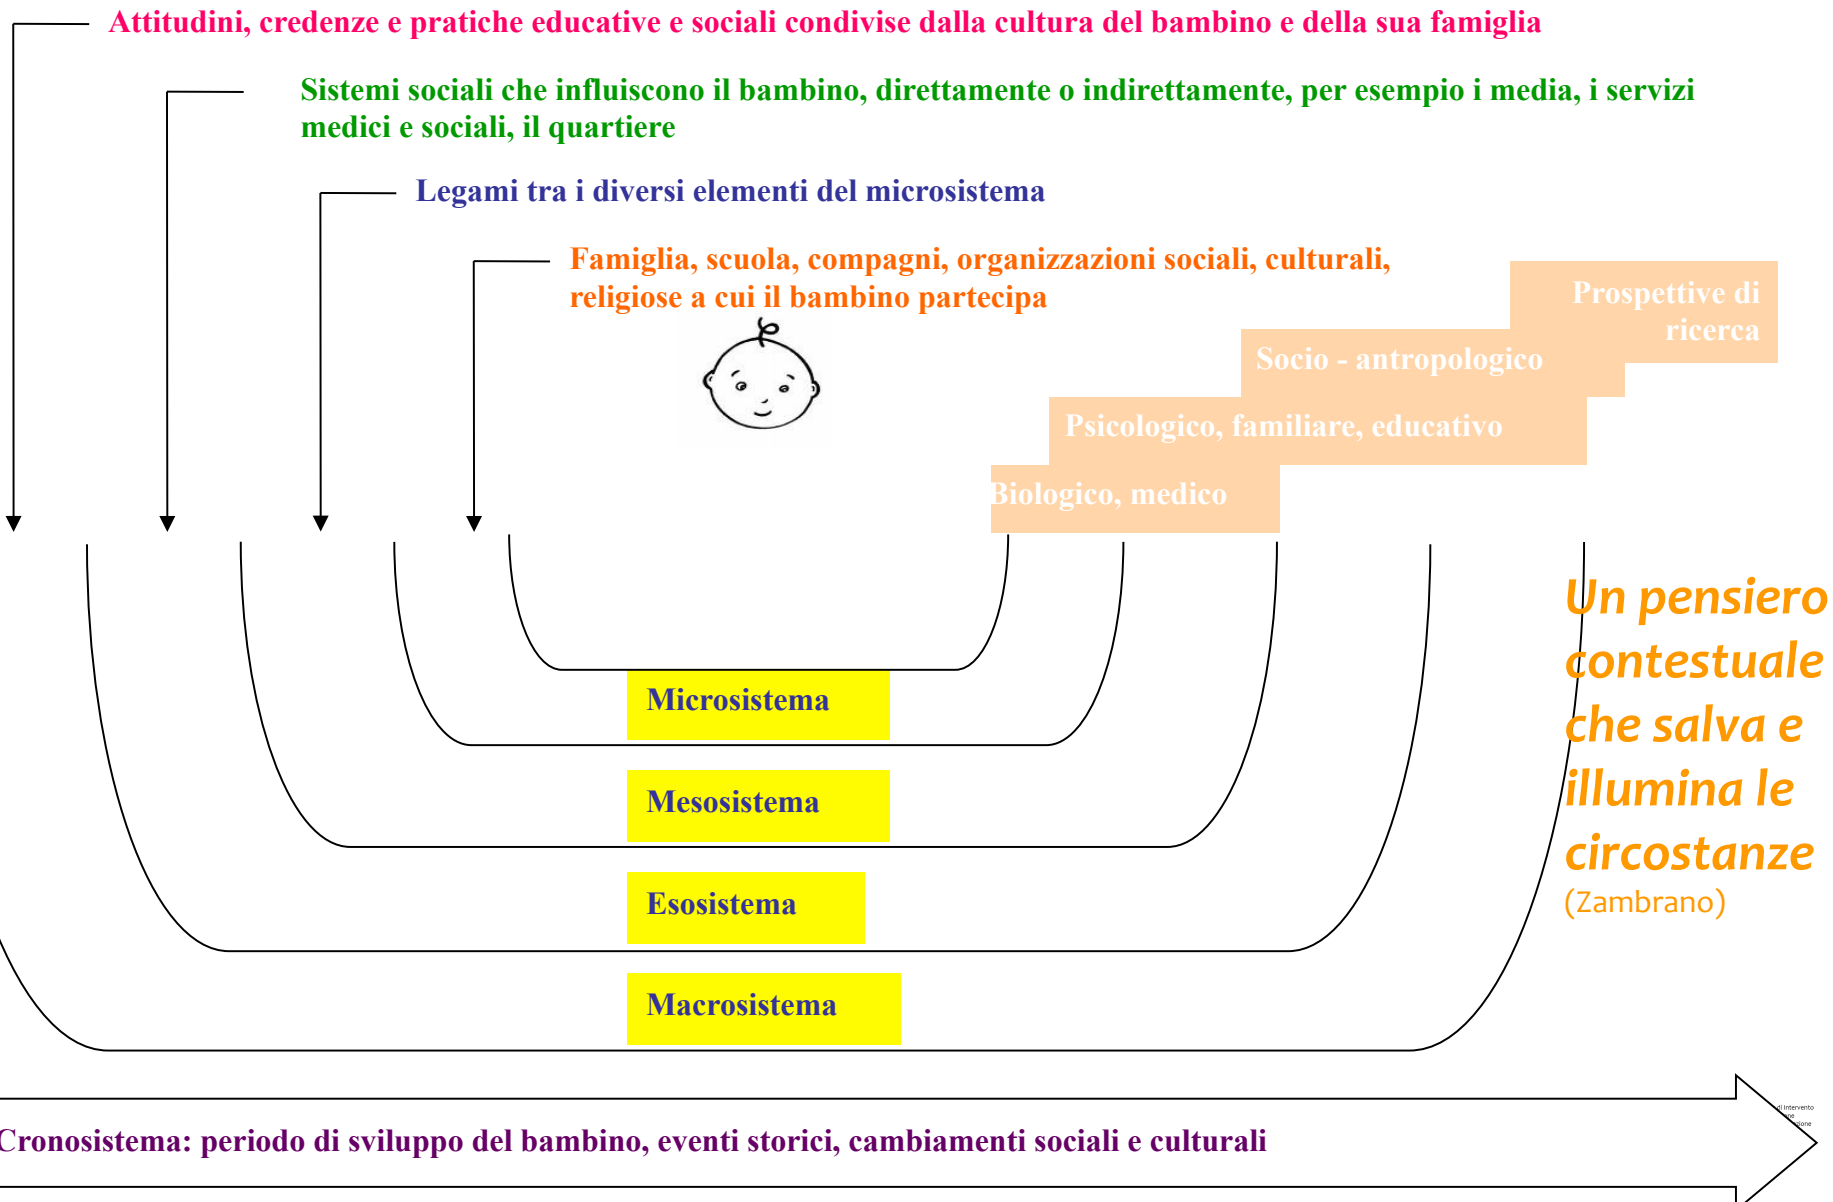 Attitudini, credenze e pratiche educative e sociali condivise dalla cultura del bambino e della sua famiglia
Sistemi sociali che influiscono il bambino, direttamente o indirettamente, per esempio i media, i servizi
medici e sociali, il quartiere
Legami tra i diversi elementi del microsistema
Famiglia, scuola, compagni, organizzazioni sociali, culturali,
religiose a cui il bambino partecipa
Prospettive di
ricerca
Socio - antropologico
Psicologico, familiare, educativo
Biologico, medico
Un pensiero
contestuale
che salva e
illumina le
circostanze
(Zambrano)
Microsistema
Mesosistema
Esosistema
Macrosistema
di Intervento
Cronosistema: periodo di sviluppo del bambino, eventi storici, cambiamenti sociali e culturali